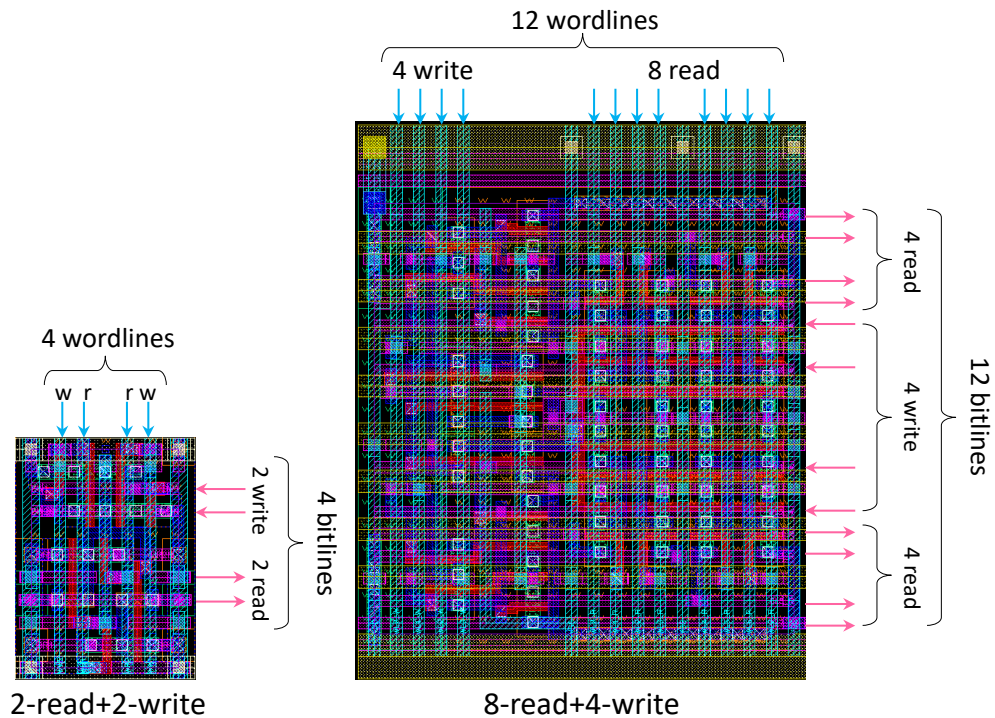 12 wordlines
4 write
8 read
4 read
4 write
4 read
12 bitlines
4 wordlines
w r r w
2 write
2 read
4 bitlines
2-read+2-write
8-read+4-write